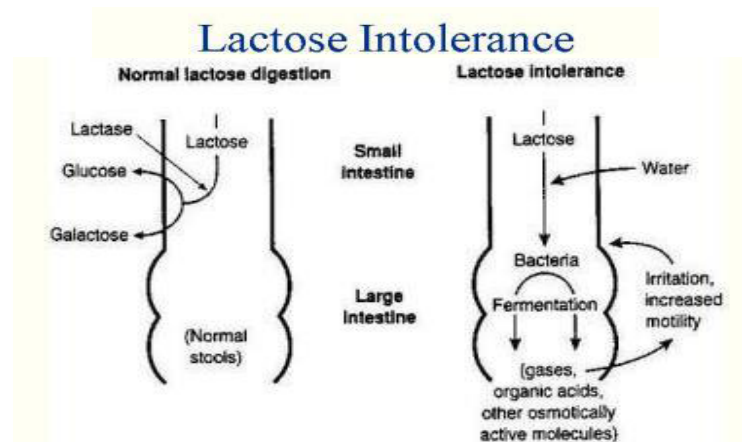 Lactose Intolerance
Normal lactose digestion
Lactase
Lactose
Glucose
Galactose
(Normal
stools)
Small
intestine
Large
intestine
Lactose intolerance
Lactose
Water
Bacteria
Fermentation
Irritation,
increased
motility
(gases,
organic acids,
other osmotically
active molecules)